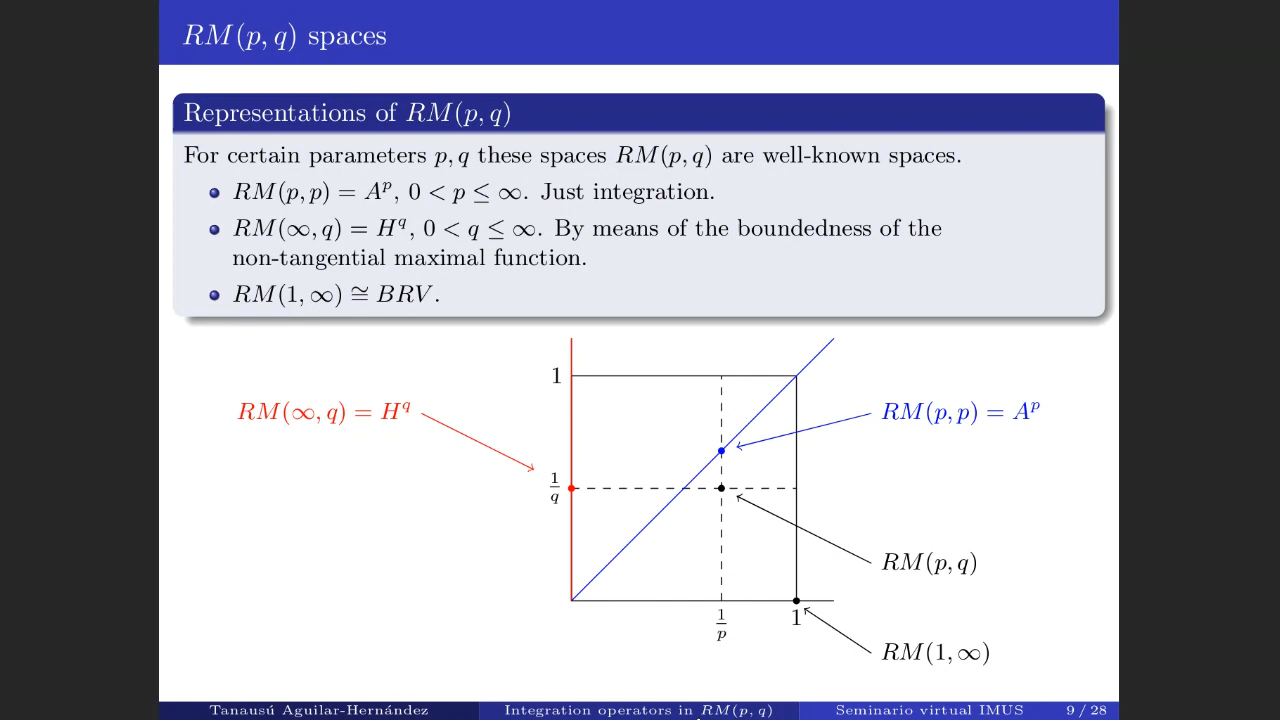 RM(p, q) spaces
Representations of RM(p, q)
For certain parameters p, q these spaces RM(p, q) are well-known spaces.
RM(p, p) = Aᵖ, 0 < p ≤ ∞. Just integration.
RM(∞, q) = H^q, 0 < q ≤ ∞. By means of the boundedness of the
non-tangential maximal function.
RM(1, ∞) ≅ BRV.
1
RM(∞, q) = H^q
RM(p, p) = Aᵖ
1/q
RM(p, q)
1/p
1
RM(1, ∞)
Tanausú Aguilar-Hernández Integration operators in RM(p, q) Seminario virtual IMUS 9 / 28